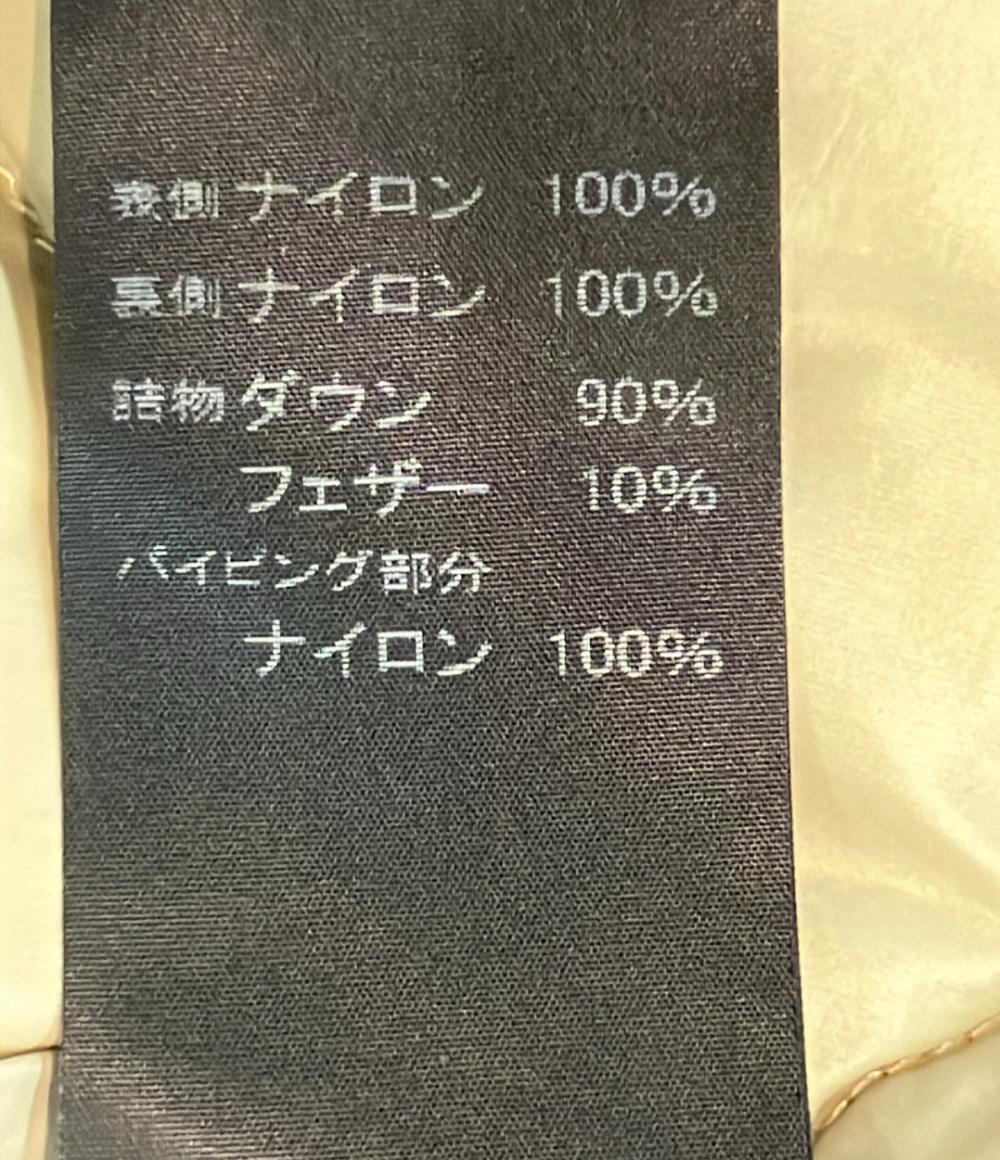 表側 ナイロン 100%
裏側 ナイロン 100%
詰物 ダウン 90%
フェザー 10%
パイピング部分
ナイロン 100%